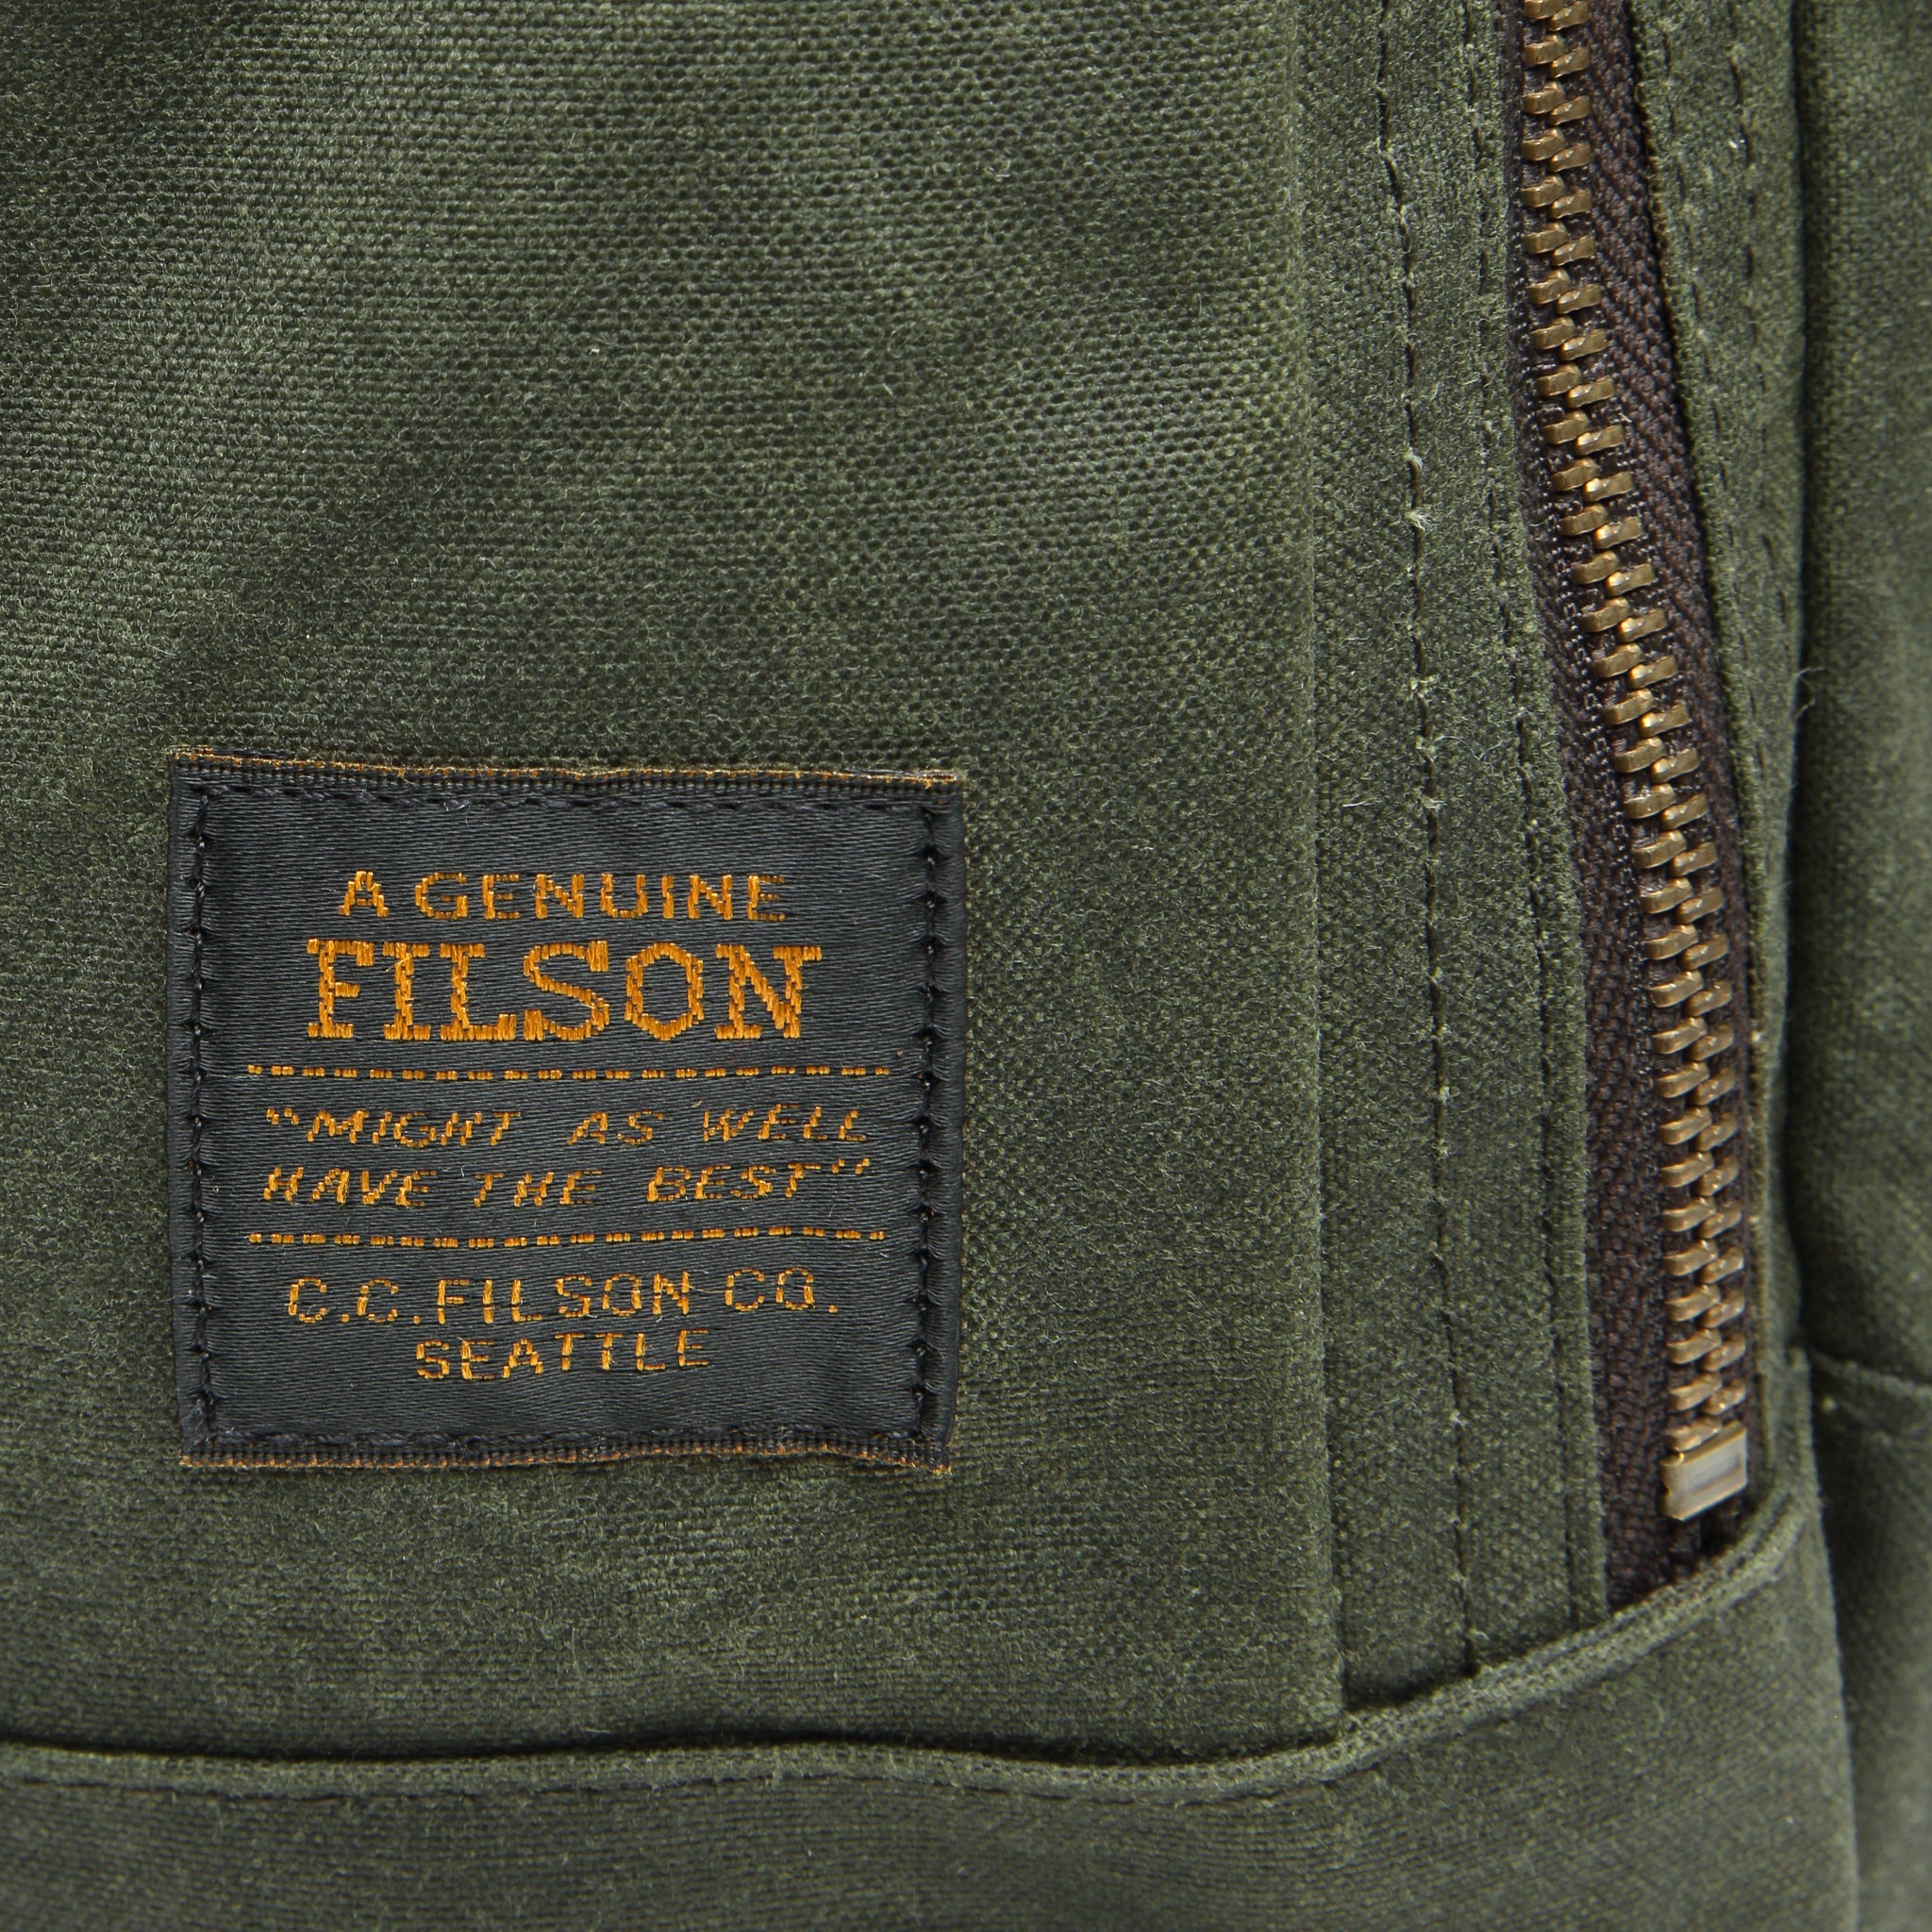 A GENUINE
FILSON
"MIGHT AS WELL
HAVE THE BEST"
C.C. FILSON CO.
SEATTLE